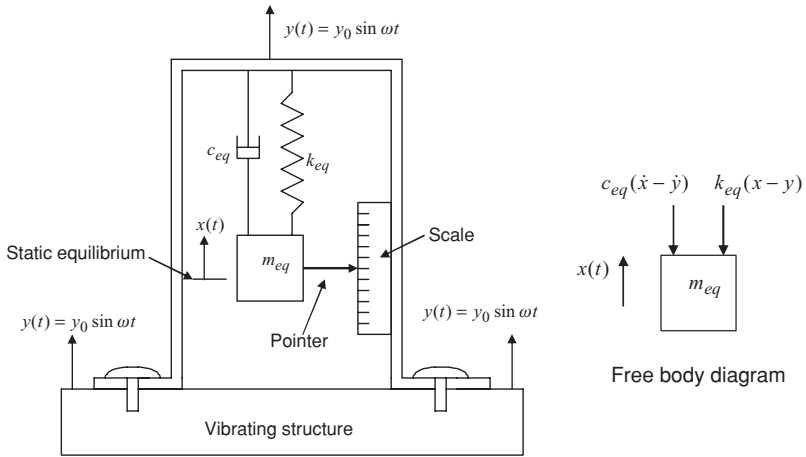 y(t) = y₀ sin ωt
c_eq
k_eq
c_eq(ẋ − ẏ)
k_eq(x − y)
x(t)
Scale
Static equilibrium
m_eq
x(t)
m_eq
y(t) = y₀ sin ωt
y(t) = y₀ sin ωt
Pointer
Free body diagram
Vibrating structure